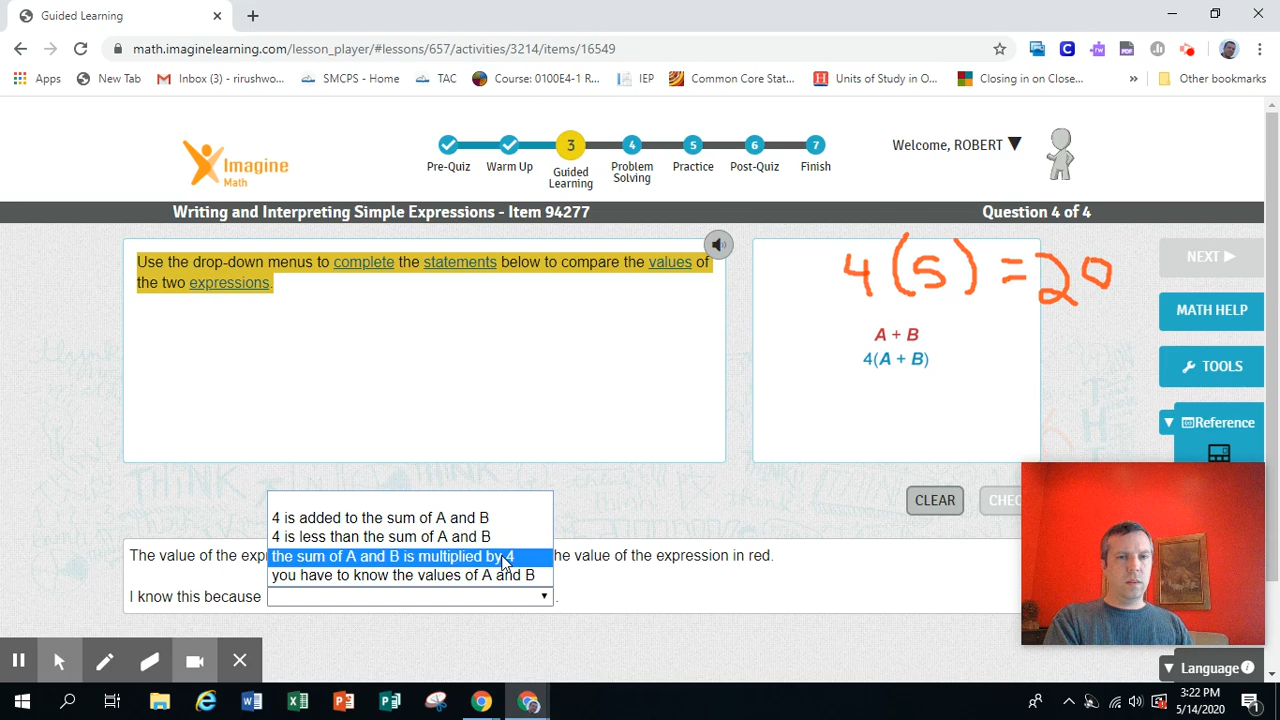 Guided Learning
math.imaginelearning.com/lesson_player/#lessons/657/activities/3214/items/16549
Apps
New Tab
Inbox (2) - rirushwo...
SMCPS - Home
TAC
Course: 0100E4-1 R...
IEP
Common Core Stat...
Units of Study in O...
Closing in on Close...
»
Other bookmarks
Imagine
Math
3
4
5
6
7
Pre-Quiz
Warm Up
Guided
Learning
Problem
Solving
Practice
Post-Quiz
Finish
Welcome, ROBERT
Writing and Interpreting Simple Expressions - Item 94277
Question 4 of 4
Use the drop-down menus to complete the statements below to compare the values of
the two expressions.
4 (5) = 20
A + B
4(A + B)
NEXT
MATH HELP
TOOLS
Reference
CLEAR
CHEC
4 is added to the sum of A and B
4 is less than the sum of A and B
the sum of A and B is multiplied by 4
you have to know the values of A and B
The value of the exp
he value of the expression in red.
I know this because
.
Language
3:22 PM
5/14/2020